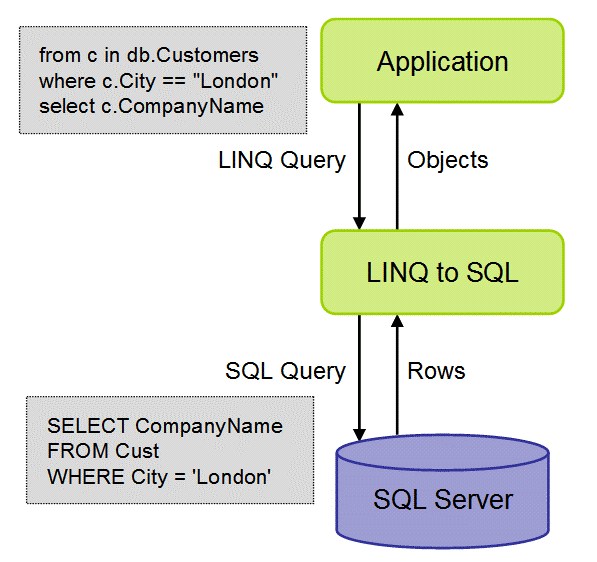 from c in db.Customers
where c.City == "London"
select c.CompanyName
Application
LINQ Query
Objects
LINQ to SQL
SQL Query
Rows
SELECT CompanyName
FROM Cust
WHERE City = 'London'
SQL Server